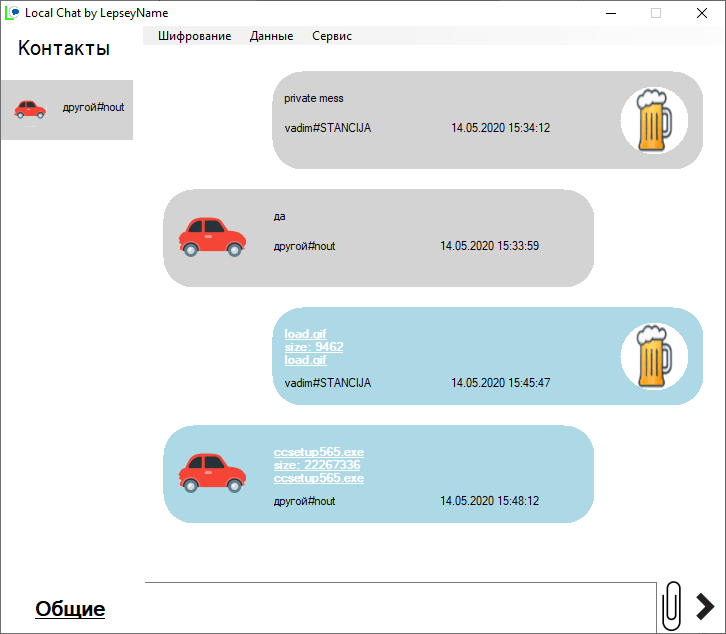 Local Chat by LepseyName
Контакты
Шифрование Данные Сервис
другой#nout
private mess
vadim#STANCIJA 14.05.2020 15:34:12
да
другой#nout 14.05.2020 15:33:59
load.gif
size: 9462
load.gif
vadim#STANCIJA 14.05.2020 15:45:47
ccsetup565.exe
size: 22267336
ccsetup565.exe
другой#nout 14.05.2020 15:48:12
Общие